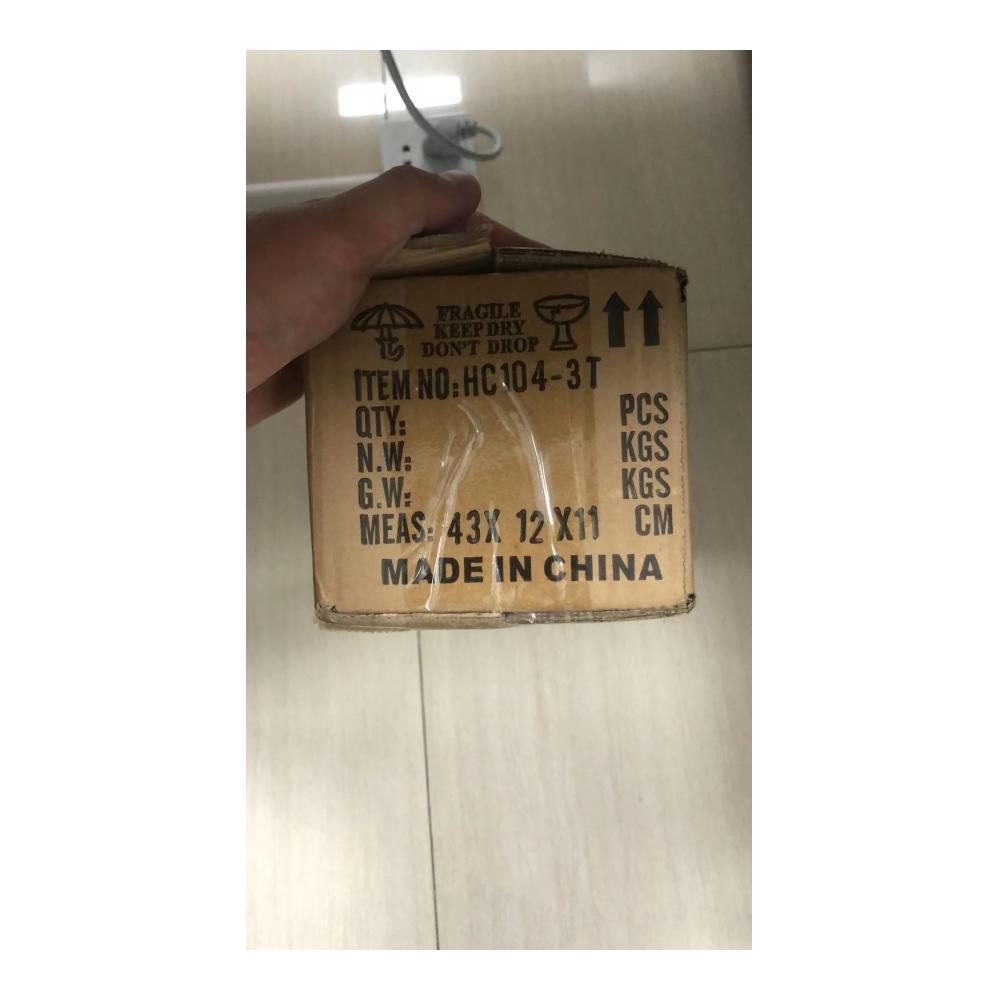 FRAGILE
KEEP DRY
DON'T DROP
ITEM NO: HC104-3T
QTY: PCS
N.W: KGS
G.W: KGS
MEAS: 43X 12 X11 CM
MADE IN CHINA